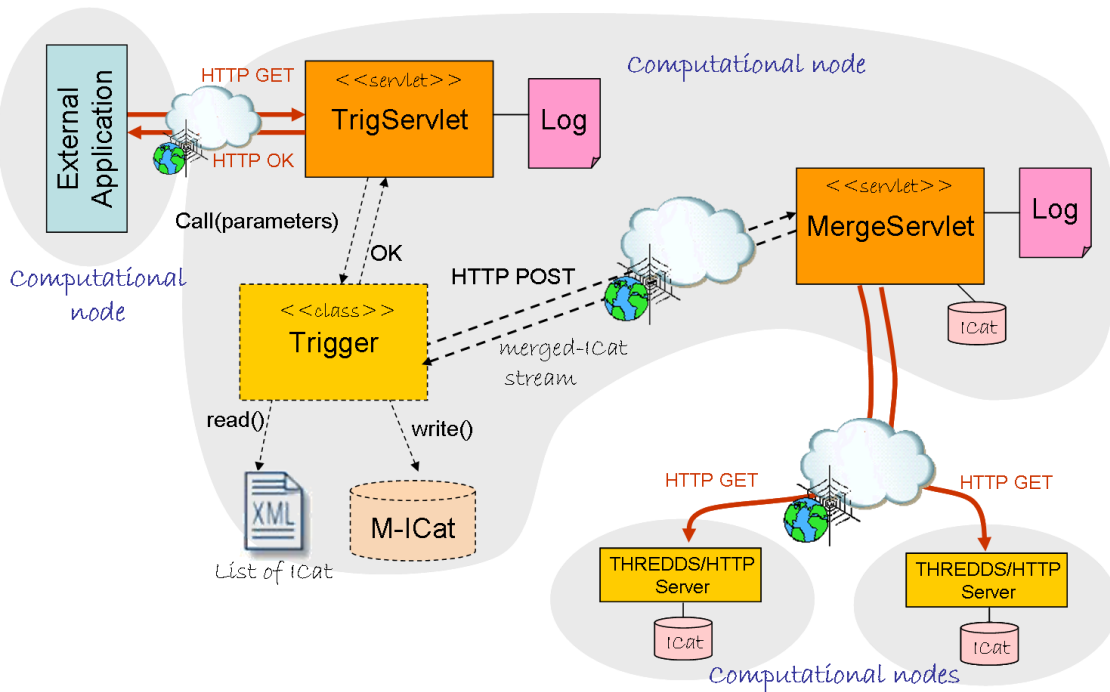 External
Application
Computational
node
HTTP GET
HTTP OK
<<servlet>>
TrigServlet
Log
Computational node
Call(parameters)
OK
<<class>>
Trigger
HTTP POST
merged-ICat
stream
<<servlet>>
MergeServlet
Log
ICat
read()
write()
XML
List of ICat
M-ICat
HTTP GET
HTTP GET
THREDDS/HTTP
Server
ICat
THREDDS/HTTP
Server
ICat
Computational nodes